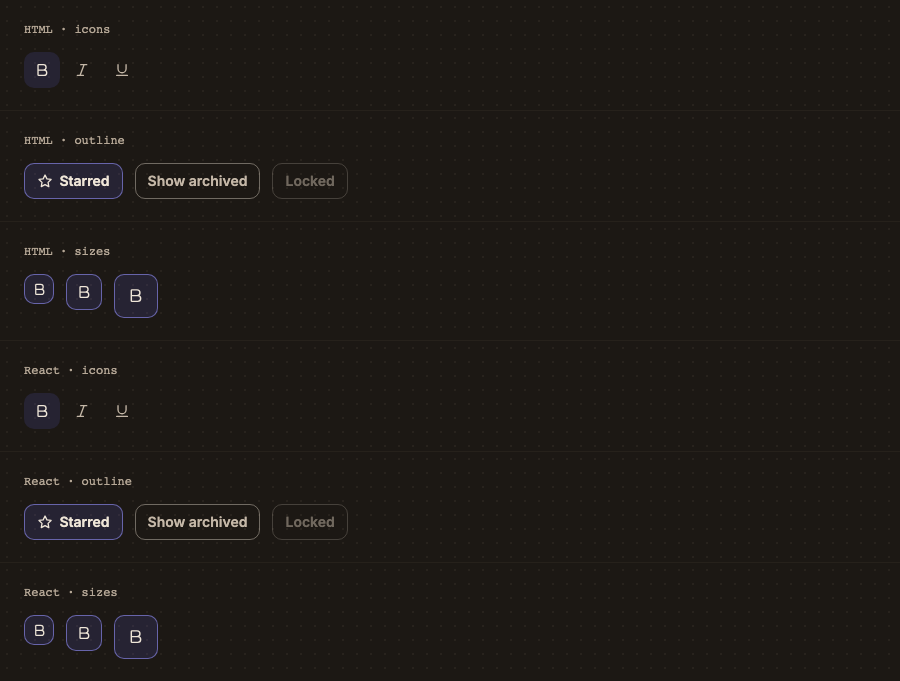 HTML · icons
B I U
HTML · outline
Starred Show archived Locked
HTML · sizes
B B B
React · icons
B I U
React · outline
Starred Show archived Locked
React · sizes
B B B